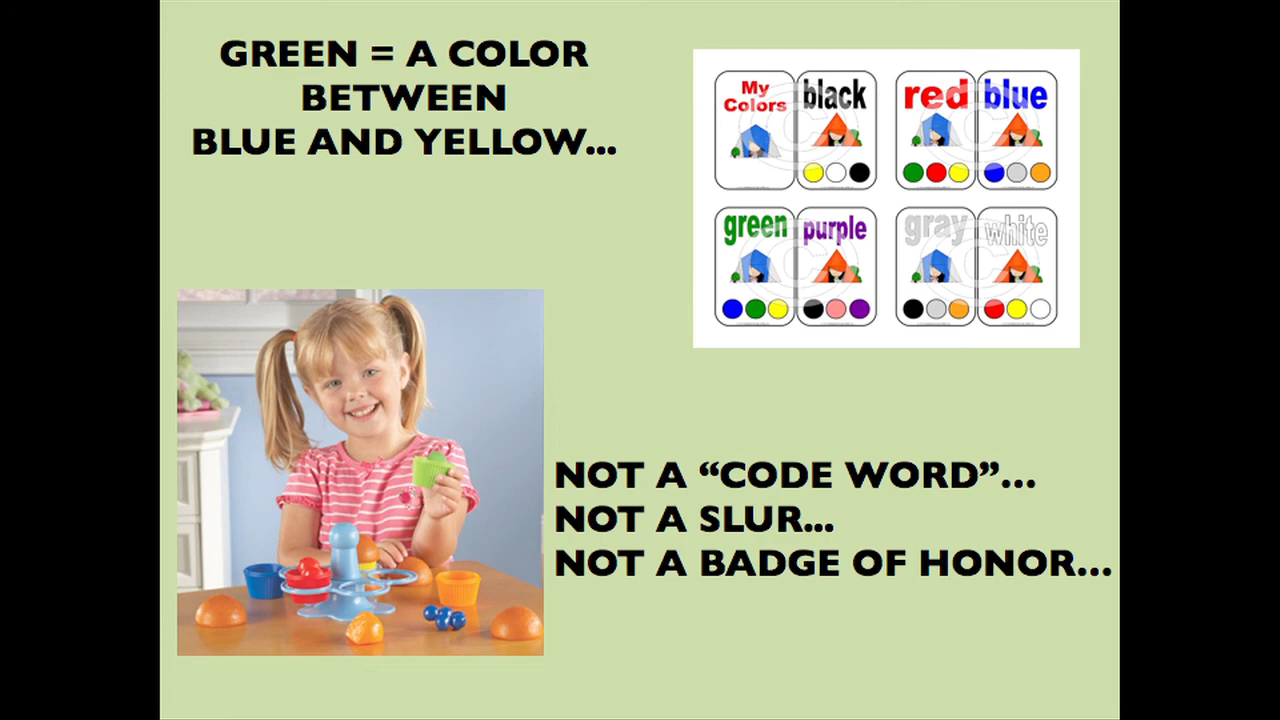 GREEN = A COLOR
BETWEEN
BLUE AND YELLOW...
My
Colors
black
red
blue
green
purple
gray
white
NOT A “CODE WORD”...
NOT A SLUR...
NOT A BADGE OF HONOR...